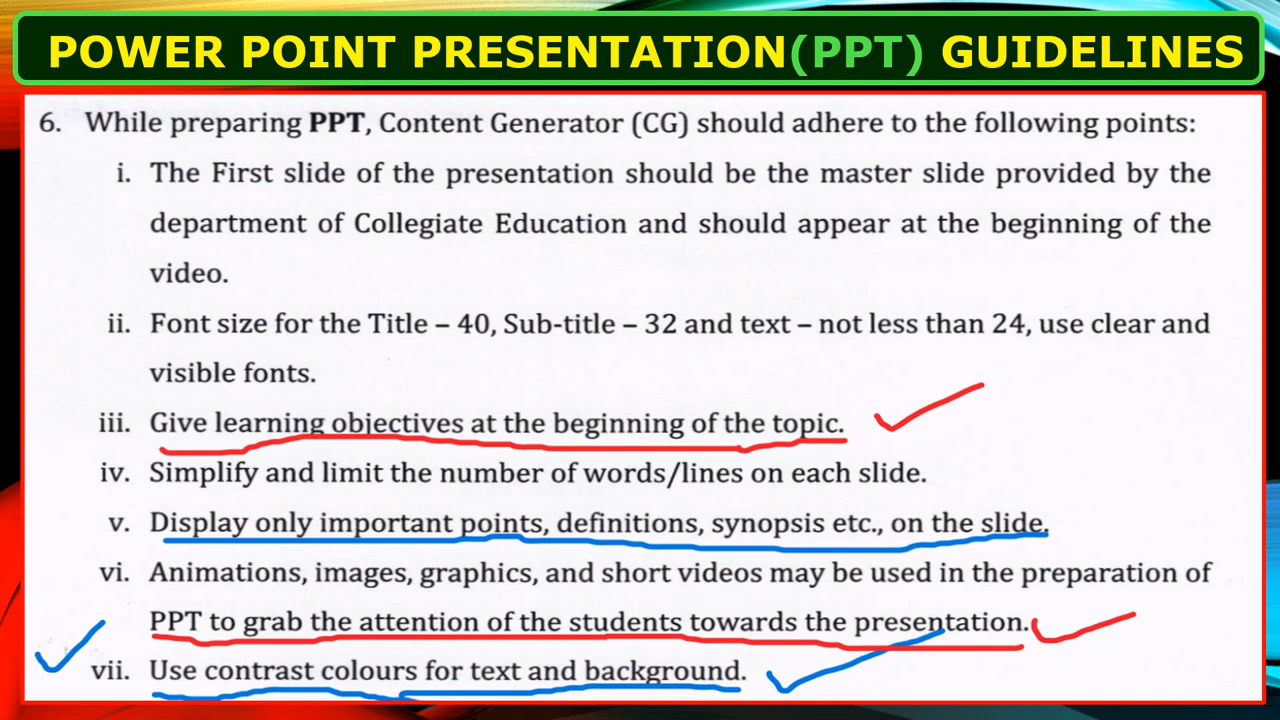 POWER POINT PRESENTATION(PPT) GUIDELINES
6. While preparing PPT, Content Generator (CG) should adhere to the following points:
i. The First slide of the presentation should be the master slide provided by the
department of Collegiate Education and should appear at the beginning of the
video.
ii. Font size for the Title – 40, Sub-title – 32 and text – not less than 24, use clear and
visible fonts.
iii. Give learning objectives at the beginning of the topic.
iv. Simplify and limit the number of words/lines on each slide.
v. Display only important points, definitions, synopsis etc., on the slide.
vi. Animations, images, graphics, and short videos may be used in the preparation of
PPT to grab the attention of the students towards the presentation.
vii. Use contrast colours for text and background.